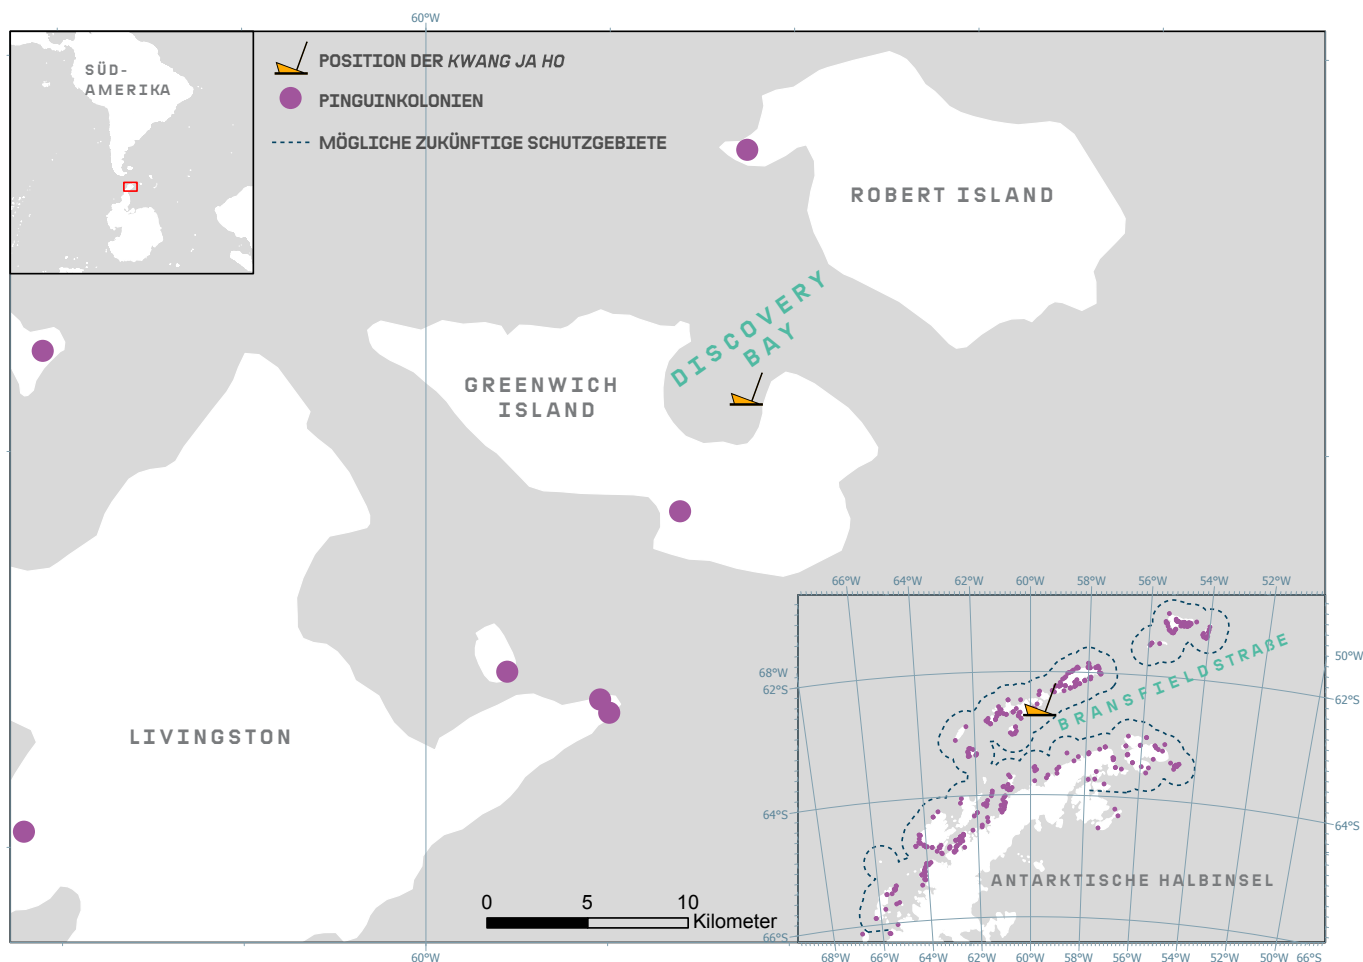 60°W
SÜD-
AMERIKA
POSITION DER KWANG JA HO
PINGUINKOLONIEN
MÖGLICHE ZUKÜNFTIGE SCHUTZGEBIETE
ROBERT ISLAND
DISCOVERY
BAY
GREENWICH
ISLAND
LIVINGSTON
66°W 64°W 62°W 60°W 58°W 56°W 54°W 52°W
50°W
68°W
62°S
62°S
BRANSFIELDSTRAßE
64°S
64°S
ANTARKTISCHE HALBINSEL
66°S
68°W 66°W 64°W 62°W 60°W 58°W 56°W 54°W 52°W 50°W 66°S
0 5 10
Kilometer
60°W